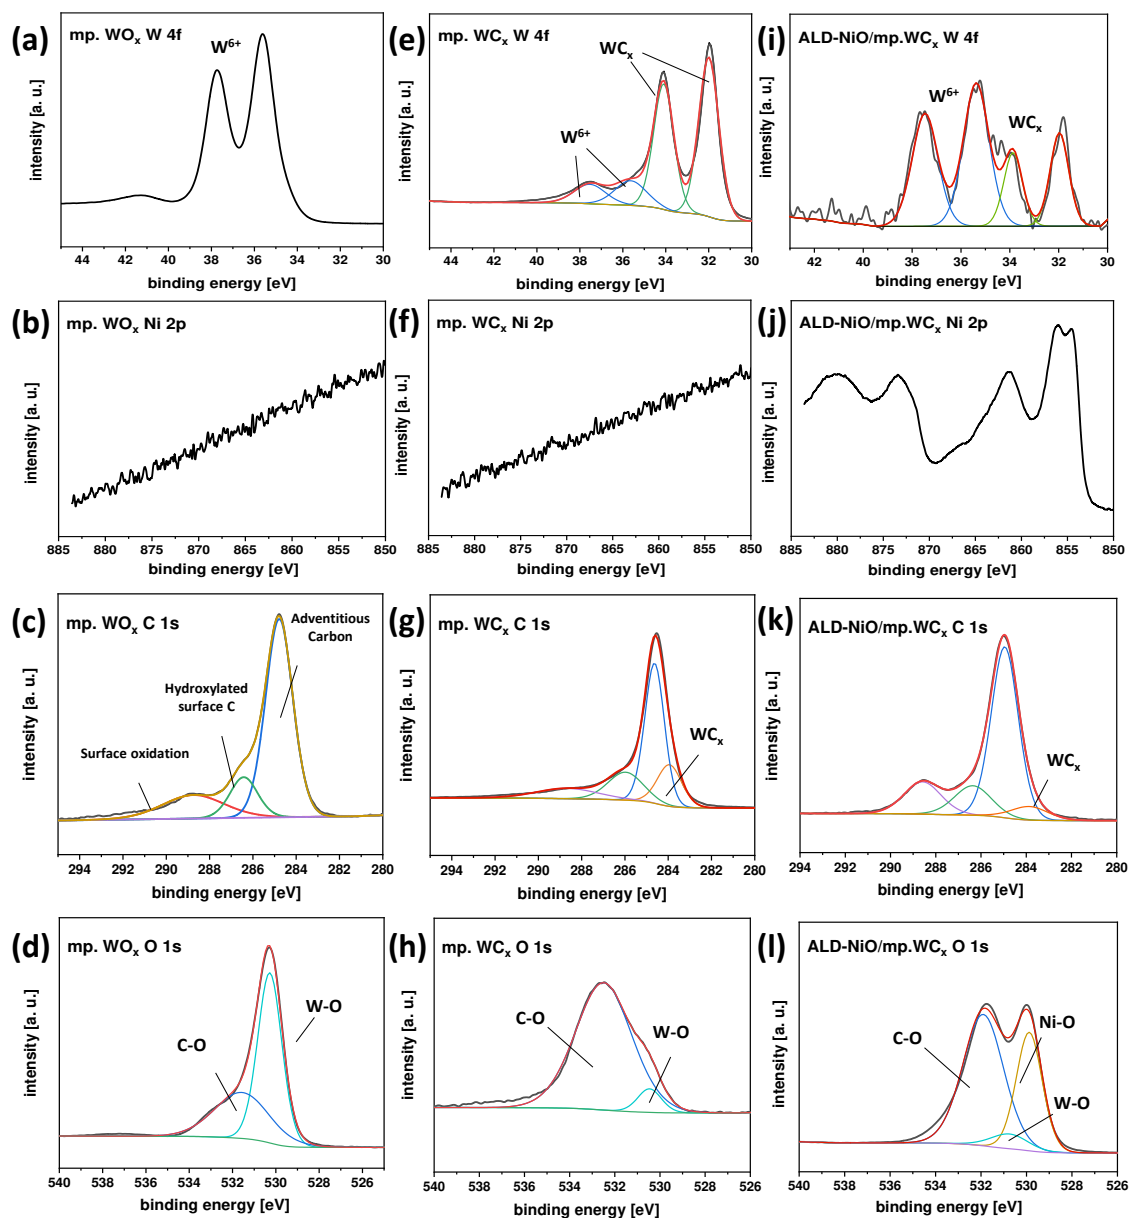 (a)
mp. WOₓ W 4f
W⁶⁺
intensity [a. u.]
45 42 39 36 33 30
binding energy [eV]
(e)
mp. WCₓ W 4f
WCₓ
W⁶⁺
intensity [a. u.]
44 42 40 38 36 34 32 30
binding energy [eV]
(i)
ALD-NiO/mp.WCₓ W 4f
W⁶⁺
WCₓ
intensity [a. u.]
42 40 38 36 34 32 30
binding energy [eV]
(b)
mp. WOₓ Ni 2p
intensity [a. u.]
885 880 875 870 865 860 855 850
binding energy [eV]
(f)
mp. WCₓ Ni 2p
intensity [a. u.]
885 880 875 870 865 860 855 850
binding energy [eV]
(j)
ALD-NiO/mp.WCₓ Ni 2p
intensity [a. u.]
885 880 875 870 865 860 855 850
binding energy [eV]
(c)
mp. WOₓ C 1s
Adventitious
Carbon
Hydroxylated
surface C
Surface oxidation
intensity [a. u.]
294 292 290 288 286 284 282 280
binding energy [eV]
(g)
mp. WCₓ C 1s
WCₓ
intensity [a. u.]
294 292 290 288 286 284 282 280
binding energy [eV]
(k)
ALD-NiO/mp.WCₓ C 1s
WCₓ
intensity [a. u.]
294 292 290 288 286 284 282 280
binding energy [eV]
(d)
mp. WOₓ O 1s
W-O
C-O
intensity [a. u.]
540 538 536 534 532 530 528 526
binding energy [eV]
(h)
mp. WCₓ O 1s
C-O
W-O
intensity [a. u.]
540 538 536 534 532 530 528 526
binding energy [eV]
(l)
ALD-NiO/mp.WCₓ O 1s
Ni-O
C-O
W-O
intensity [a. u.]
540 538 536 534 532 530 528 526
binding energy [eV]